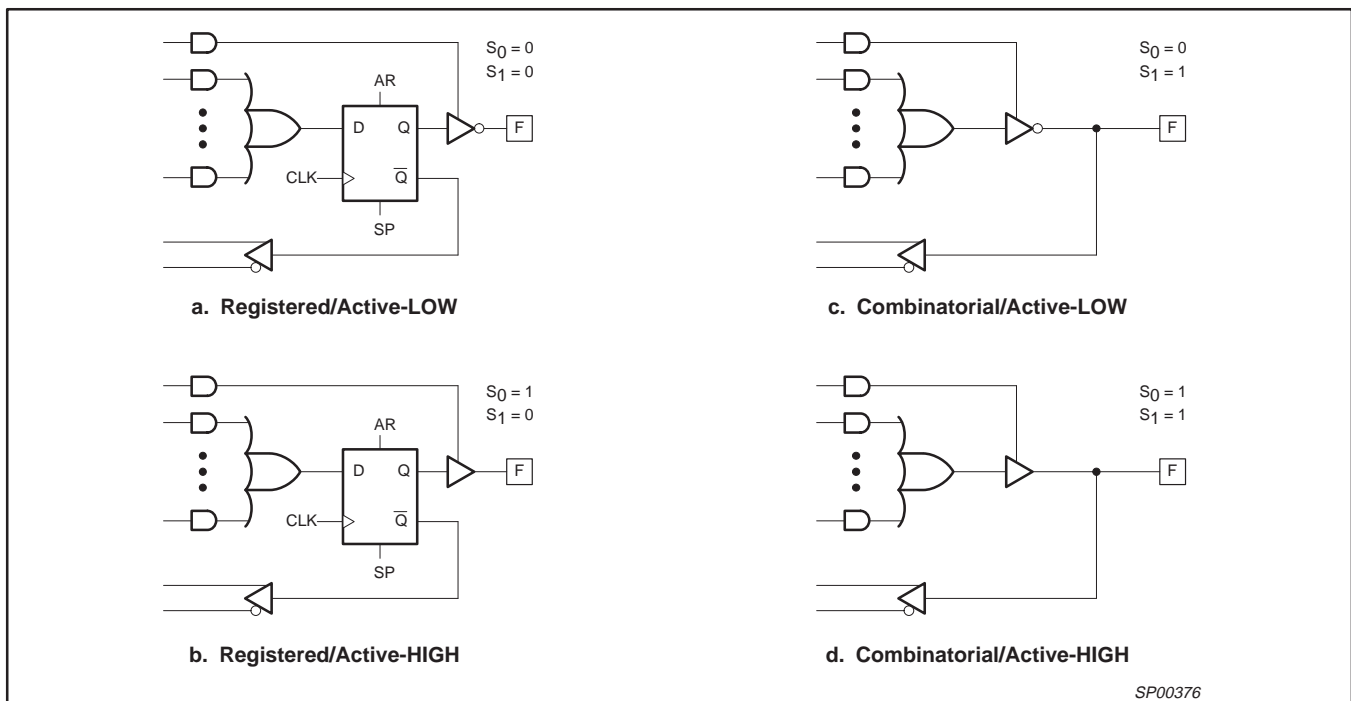 S0 = 0
S1 = 0
AR
D Q
F
CLK Q̅
SP
a. Registered/Active-LOW
S0 = 0
S1 = 1
F
c. Combinatorial/Active-LOW
S0 = 1
S1 = 0
AR
D Q
F
CLK Q̅
SP
b. Registered/Active-HIGH
S0 = 1
S1 = 1
F
d. Combinatorial/Active-HIGH
SP00376